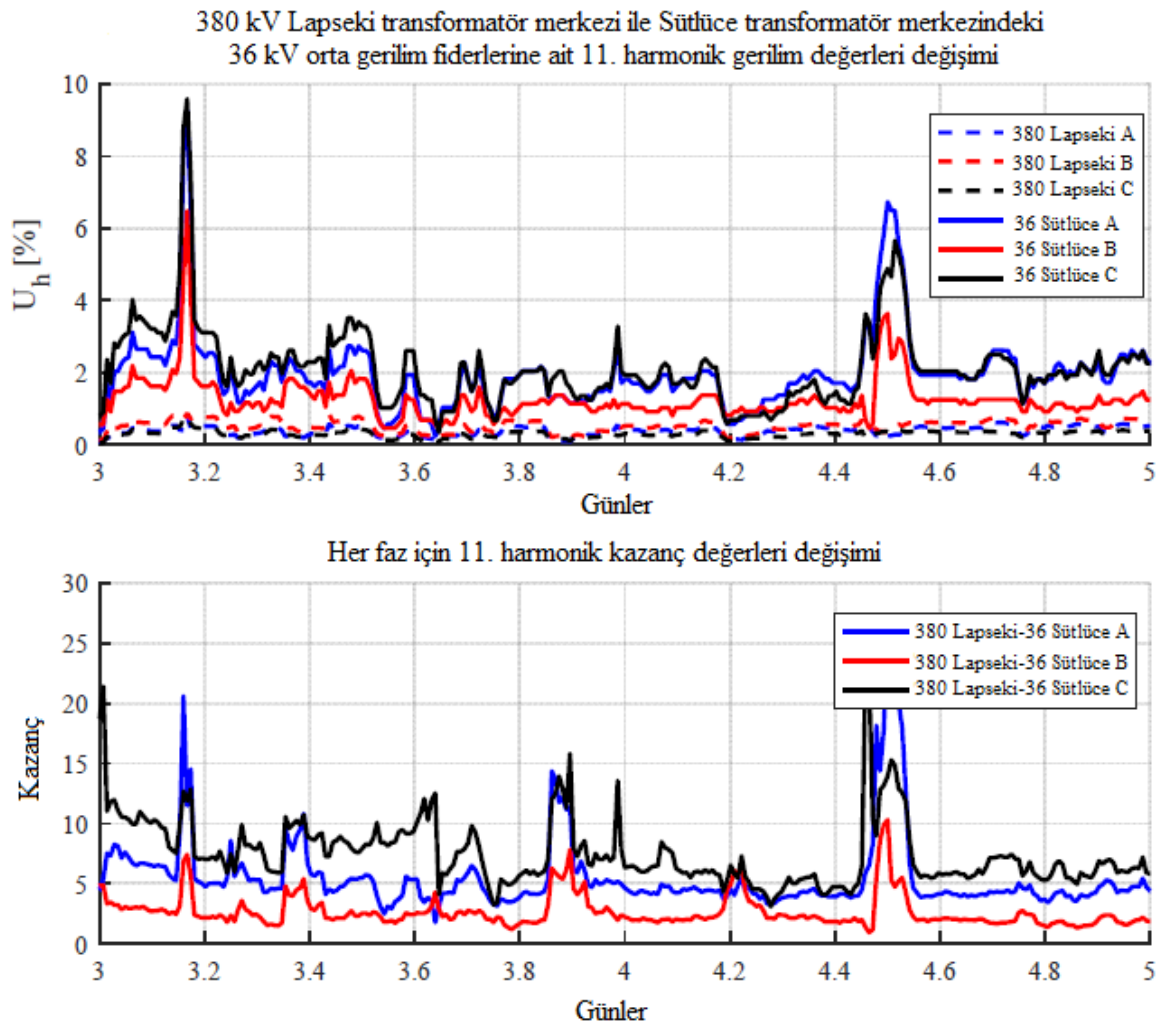 380 kV Lapseki transformatör merkezi ile Sütlüce transformatör merkezindeki
36 kV orta gerilim fiderlerine ait 11. harmonik gerilim değerleri değişimi
10
8
6
4
2
0
U_h [%]
380 Lapseki A
380 Lapseki B
380 Lapseki C
36 Sütlüce A
36 Sütlüce B
36 Sütlüce C
3 3.2 3.4 3.6 3.8 4 4.2 4.4 4.6 4.8 5
Günler
Her faz için 11. harmonik kazanç değerleri değişimi
30
25
20
15
10
5
0
Kazanç
380 Lapseki-36 Sütlüce A
380 Lapseki-36 Sütlüce B
380 Lapseki-36 Sütlüce C
3 3.2 3.4 3.6 3.8 4 4.2 4.4 4.6 4.8 5
Günler